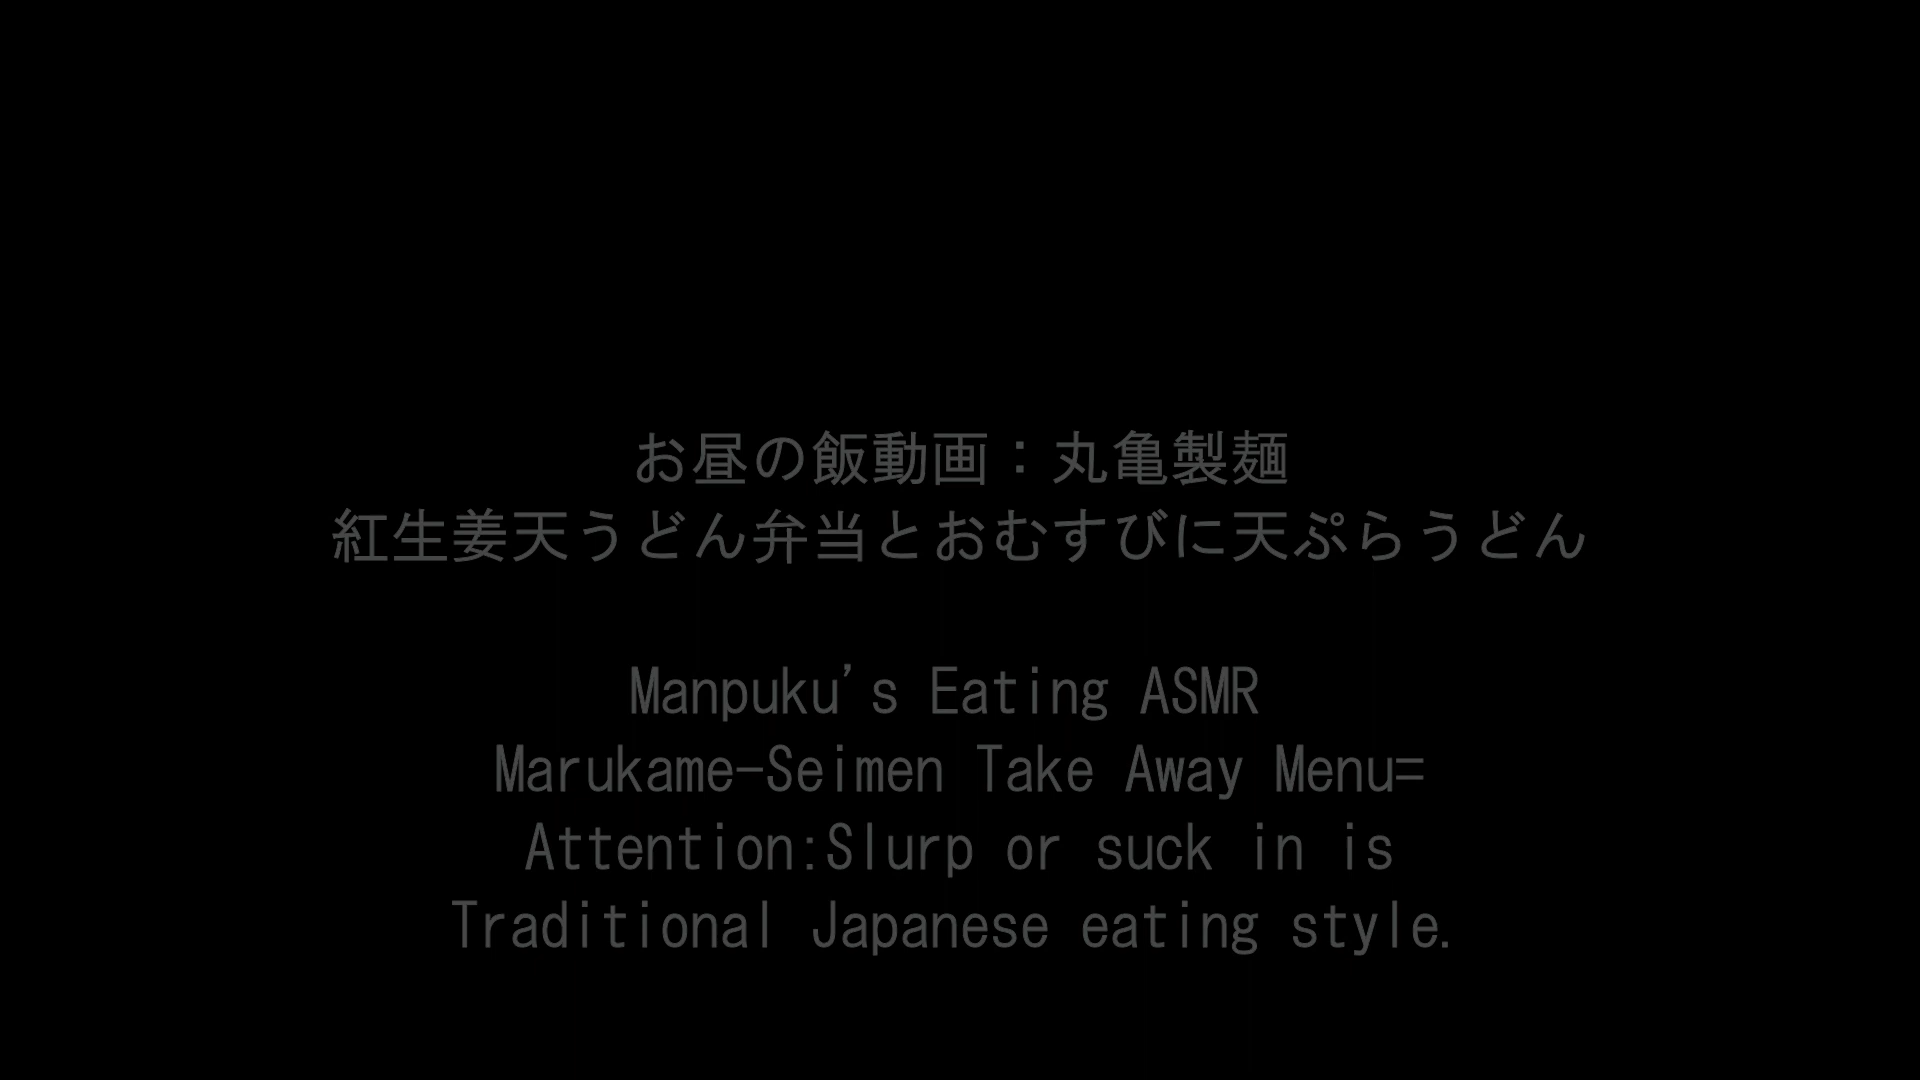 お昼の飯動画：丸亀製麺
紅生姜天うどん弁当とおむすびに天ぷらうどん
Manpuku's Eating ASMR
Marukame-Seimen Take Away Menu=
Attention:Slurp or suck in is
Traditional Japanese eating style.